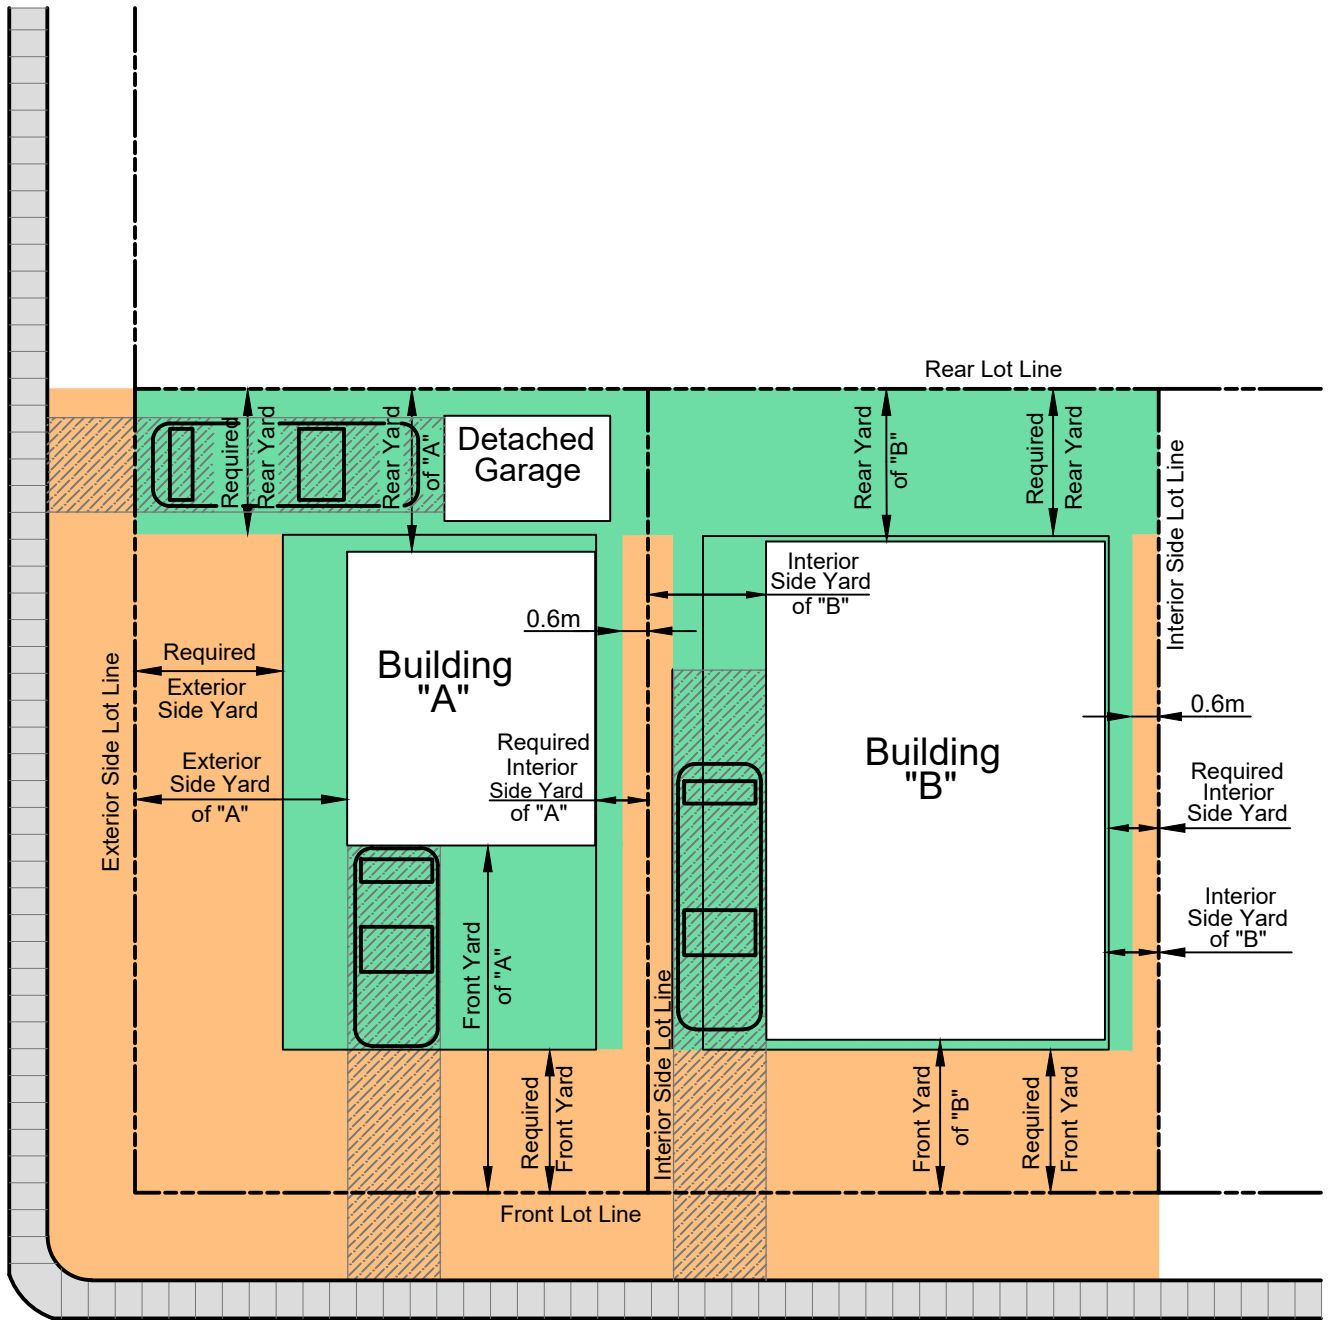 Rear Lot Line
Required
Rear Yard
Rear Yard
of "A"
Detached
Garage
Rear Yard
of "B"
Required
Rear Yard
Interior Side Lot Line
Interior
Side Yard
of "B"
0.6m
Required
Exterior
Side Yard
Building
"A"
Exterior Side Lot Line
Exterior
Side Yard
of "A"
Required
Interior
Side Yard
of "A"
Building
"B"
0.6m
Required
Interior
Side Yard
Interior
Side Yard
of "B"
Front Yard
of "A"
Required
Front Yard
Interior Side Lot Line
Front Yard
of "B"
Required
Front Yard
Front Lot Line